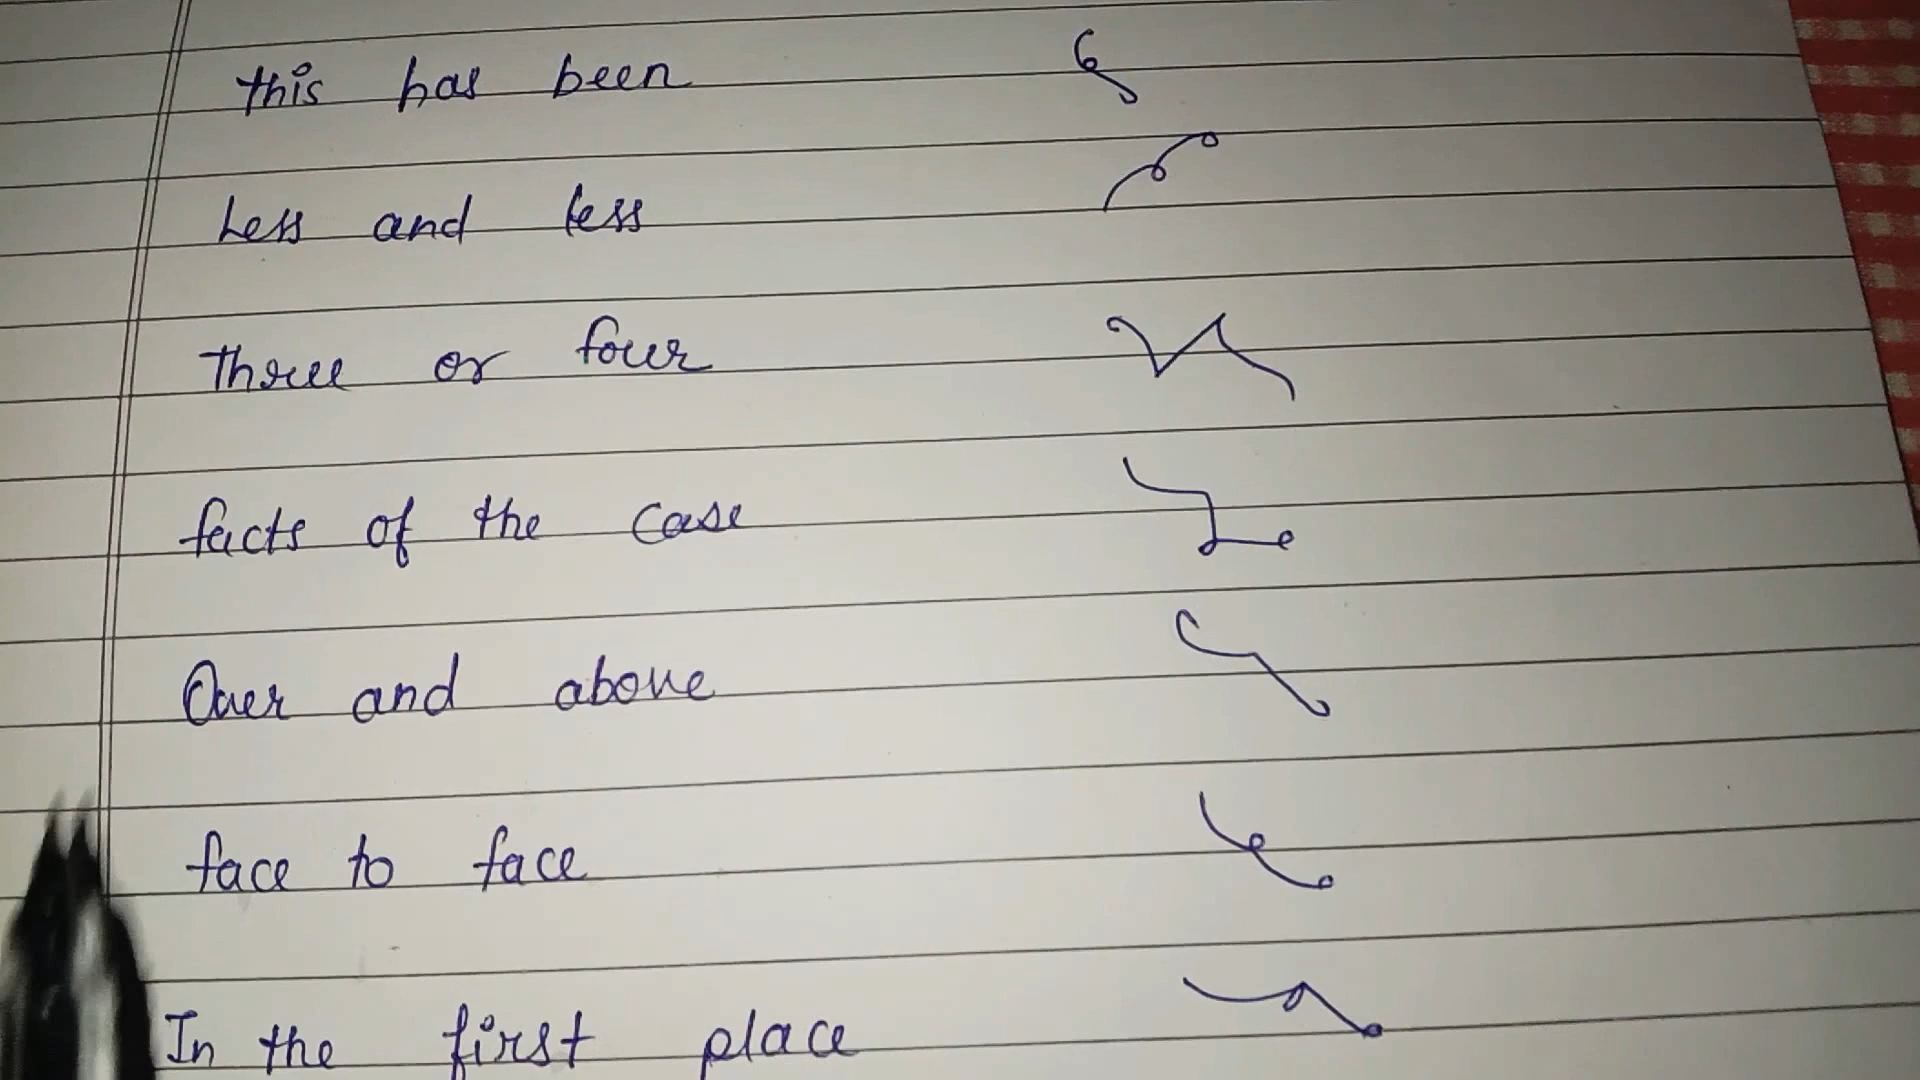 this has been
Less and less
Three or four
facts of the case
Over and above
face to face
In the first place